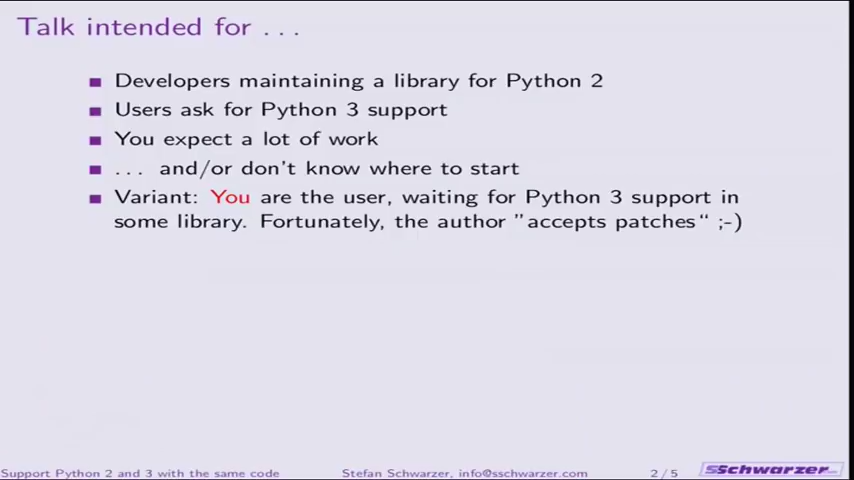 Talk intended for ...
Developers maintaining a library for Python 2
Users ask for Python 3 support
You expect a lot of work
... and/or don't know where to start
Variant: You are the user, waiting for Python 3 support in
some library. Fortunately, the author ”accepts patches“ ;-)
Support Python 2 and 3 with the same code Stefan Schwarzer, info@sschwarzer.com 2 / 5 SSchwarzer.com